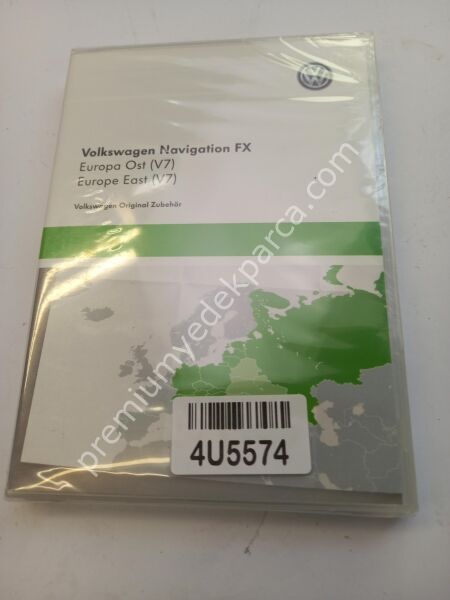 Volkswagen Navigation FX
Europa Ost (V7)
Europe East (V7)
Volkswagen Original Zubehör
premiumyedekparca.com
4U5574